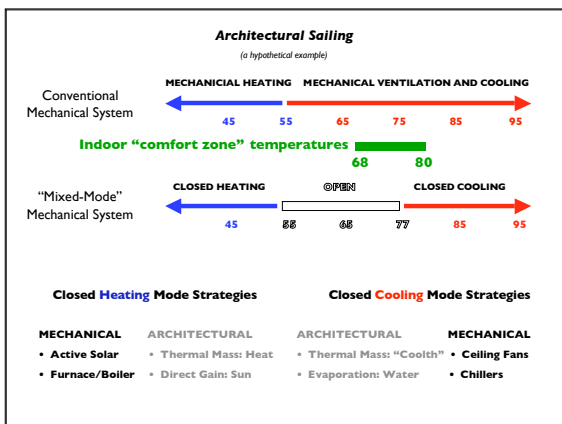 Architectural Sailing
(a hypothetical example)
MECHANICIAL HEATING MECHANICAL VENTILATION AND COOLING
Conventional
Mechanical System
45 55 65 75 85 95
Indoor “comfort zone” temperatures
68 80
CLOSED HEATING OPEN CLOSED COOLING
“Mixed-Mode”
Mechanical System
45 55 65 77 85 95
Closed Heating Mode Strategies Closed Cooling Mode Strategies
MECHANICAL ARCHITECTURAL ARCHITECTURAL MECHANICAL
• Active Solar • Thermal Mass: Heat • Thermal Mass: “Coolth” • Ceiling Fans
• Furnace/Boiler • Direct Gain: Sun • Evaporation: Water • Chillers